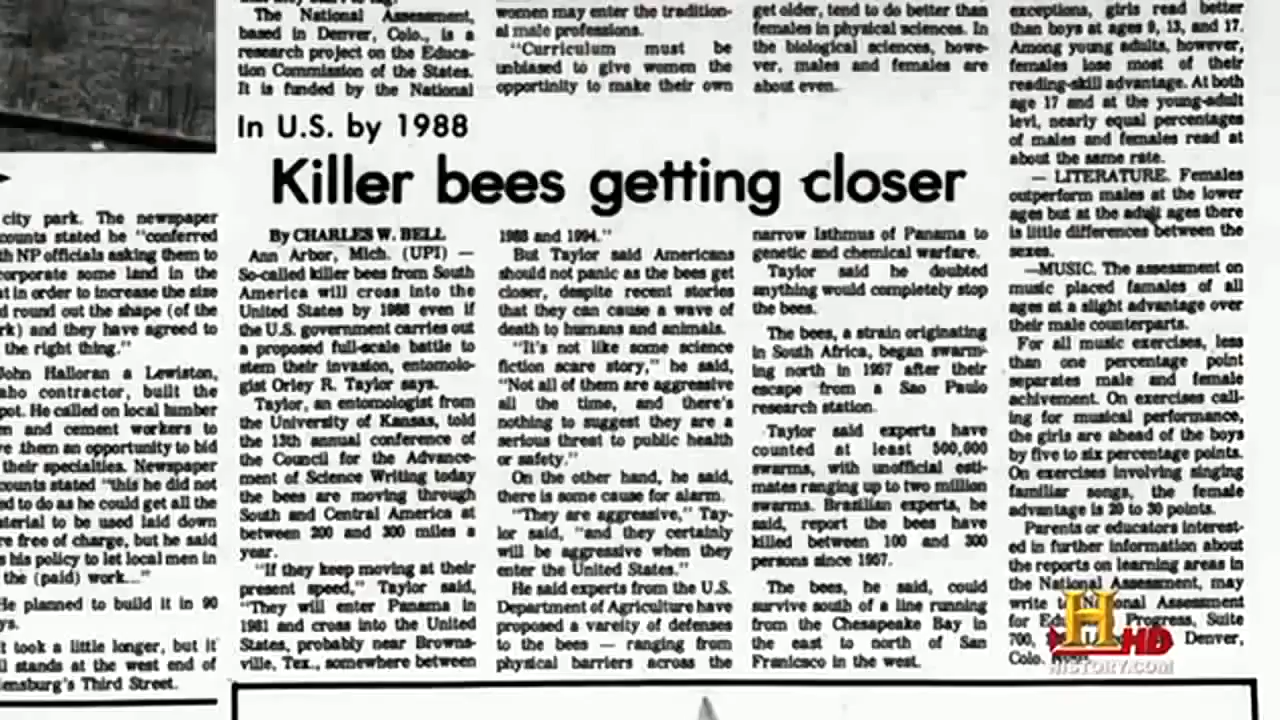 The National Assessment,
based in Denver, Colo., is a
research project on the Educa-
tion Commission of the States.
It is funded by the National
women may enter the tradition-
al male professions.
"Curriculum must be
unbiased to give women the
opportinity to make their own
get older, tend to do better than
females in physical sciences. In
the biological sciences, howe-
ver, males and females are
about even.
exceptions, girls read better
than boys at ages 9, 13, and 17.
Among young adults, however,
females lose most of their
reading-skill advantage. At both
age 17 and at the young-adult
levl, nearly equal percentages
of males and females read at
about the same rate.
— LITERATURE. Females
outperform males at the lower
ages but at the adult ages there
is little differences between the
sexes.
—MUSIC. The assessment on
music placed famales of all
ages at a slight advantage over
their male counterparts.
For all music exercises, less
than one percentage point
separates male and female
achivement. On exercises call-
ing for musical performance,
the girls are ahead of the boys
by five to six percentage points.
On exercises involving singing
familiar songs, the female
advantage is 20 to 30 points.
Parents or educators interest-
ed in further information about
the reports on learning areas in
the National Assessment, may
write to National Assessment
for Progress, Suite
700, Denver,
Colo.
In U.S. by 1988
Killer bees getting closer
By CHARLES W. BELL
Ann Arbor, Mich. (UPI) —
So-called killer bees from South
America will cross into the
United States by 1988 even if
the U.S. government carries out
a proposed full-scale battle to
stem their invasion, entomolo-
gist Orley R. Taylor says.
Taylor, an entomologist from
the University of Kansas, told
the 13th annual conference of
the Council for the Advance-
ment of Science Writing today
the bees are moving through
South and Central America at
between 200 and 300 miles a
year.
"If they keep moving at their
present speed," Taylor said,
"They will enter Panama in
1981 and cross into the United
States, probably near Browns-
ville, Tex., somewhere between
1988 and 1994."
But Taylor said Americans
should not panic as the bees get
closer, despite recent stories
that they can cause a wave of
death to humans and animals.
"It's not like some science
fiction scare story," he said,
"Not all of them are aggressive
all the time, and there's
nothing to suggest they are a
serious threat to public health
or safety."
On the other hand, he said,
there is some cause for alarm.
"They are aggressive," Tay-
lor said, "and they certainly
will be aggressive when they
enter the United States."
He said experts from the U.S.
Department of Agriculture have
proposed a vareity of defenses
to the bees — ranging from
physical barriers across the
narrow Isthmus of Panama to
genetic and chemical warfare.
Taylor said he doubted
anything would completely stop
the bees.
The bees, a strain originating
in South Africa, began swarm-
ing north in 1957 after their
escape from a Sao Paulo
research station.
Taylor said experts have
counted at least 500,000
swarms, with unofficial esti-
mates ranging up to two million
swarms. Brazilian experts, he
said, report the bees have
killed between 100 and 300
persons since 1957.
The bees, he said, could
survive south of a line running
from the Chesapeake Bay in
the east to north of San
Franicsco in the west.
city park. The newspaper
counts stated he "conferred
th NP officials asking them to
corporate some land in the
at in order to increase the size
d round out the shape (of the
rk) and they have agreed to
the right thing."
John Halloran a Lewiston,
aho contractor, built the
pot. He called on local lumber
m and cement workers to
ve them an opportunity to bid
their specialties. Newspaper
counts stated "this he did not
ed to do as he could get all the
aterial to be used laid down
re free of charge, but he said
s his policy to let local men in
the (paid) work..."
He planned to build it in 90
ys.
t took a little longer, but it
ll stands at the west end of
lensburg's Third Street.
H HD
HISTORY.COM